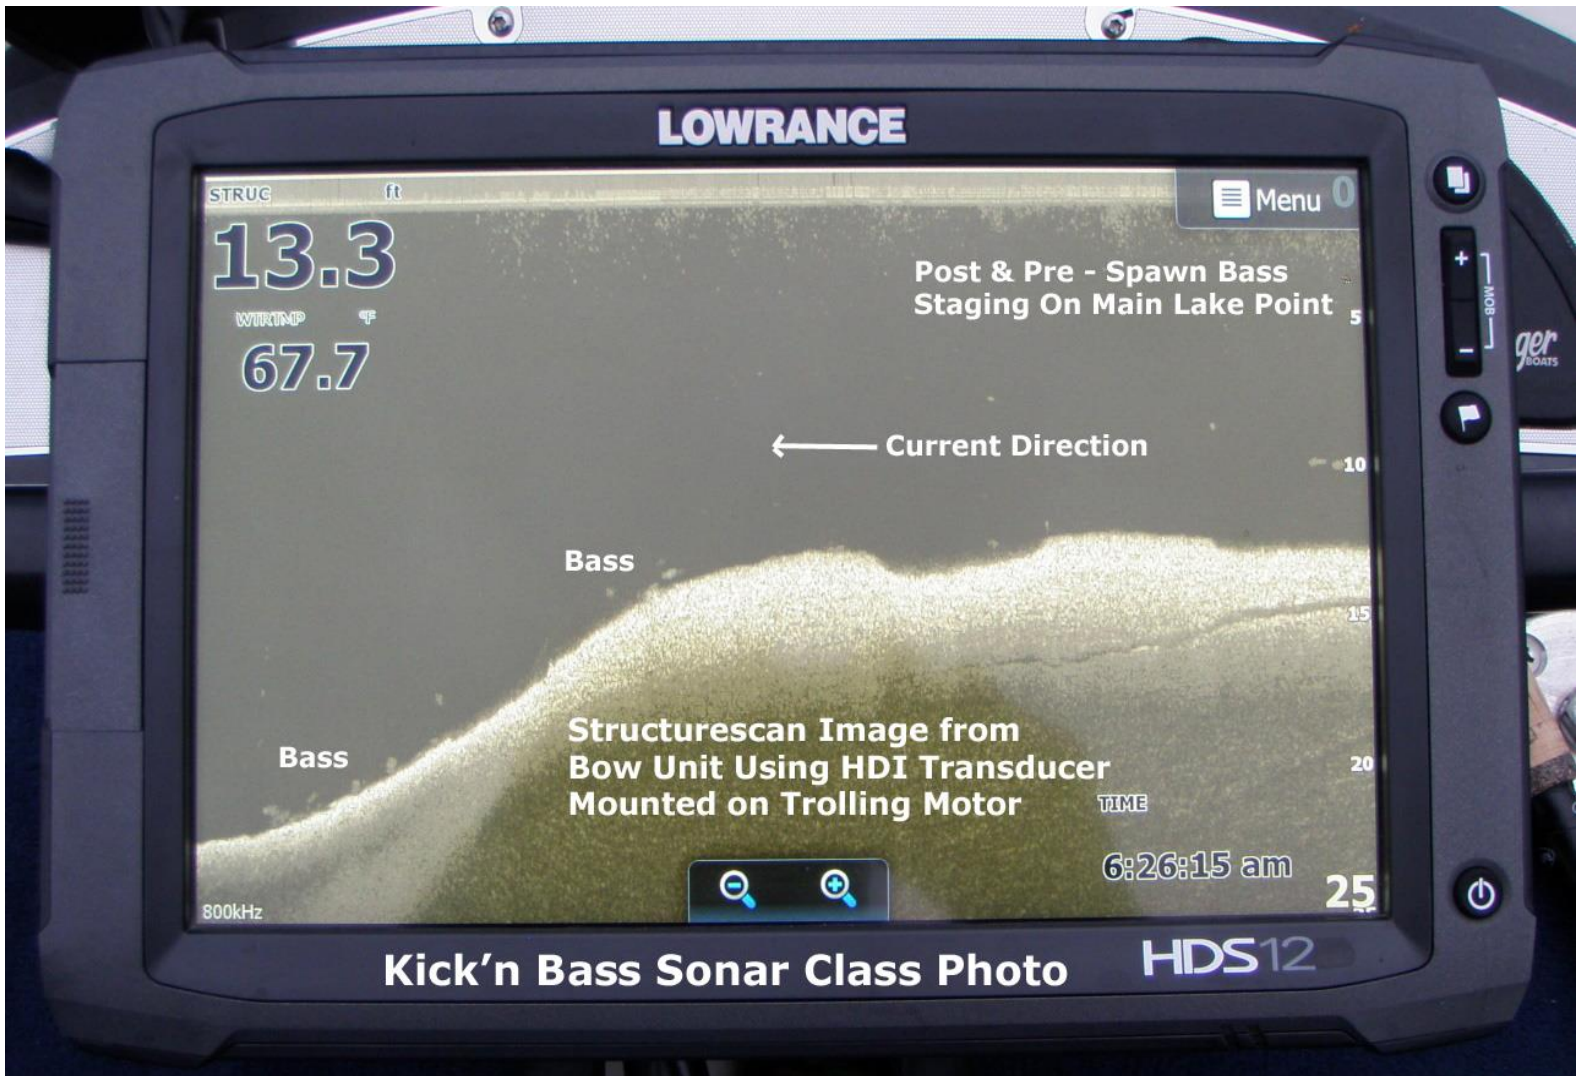 LOWRANCE
STRUC ft
Menu 0
13.3
WTRTMP °F
67.7
Post & Pre - Spawn Bass
Staging On Main Lake Point
5
MOB
ger
BOATS
Current Direction
10
Bass
15
Structurescan Image from
Bass
Bow Unit Using HDI Transducer
20
Mounted on Trolling Motor
TIME
6:26:15 am
25
800kHz
HDS12
Kick'n Bass Sonar Class Photo